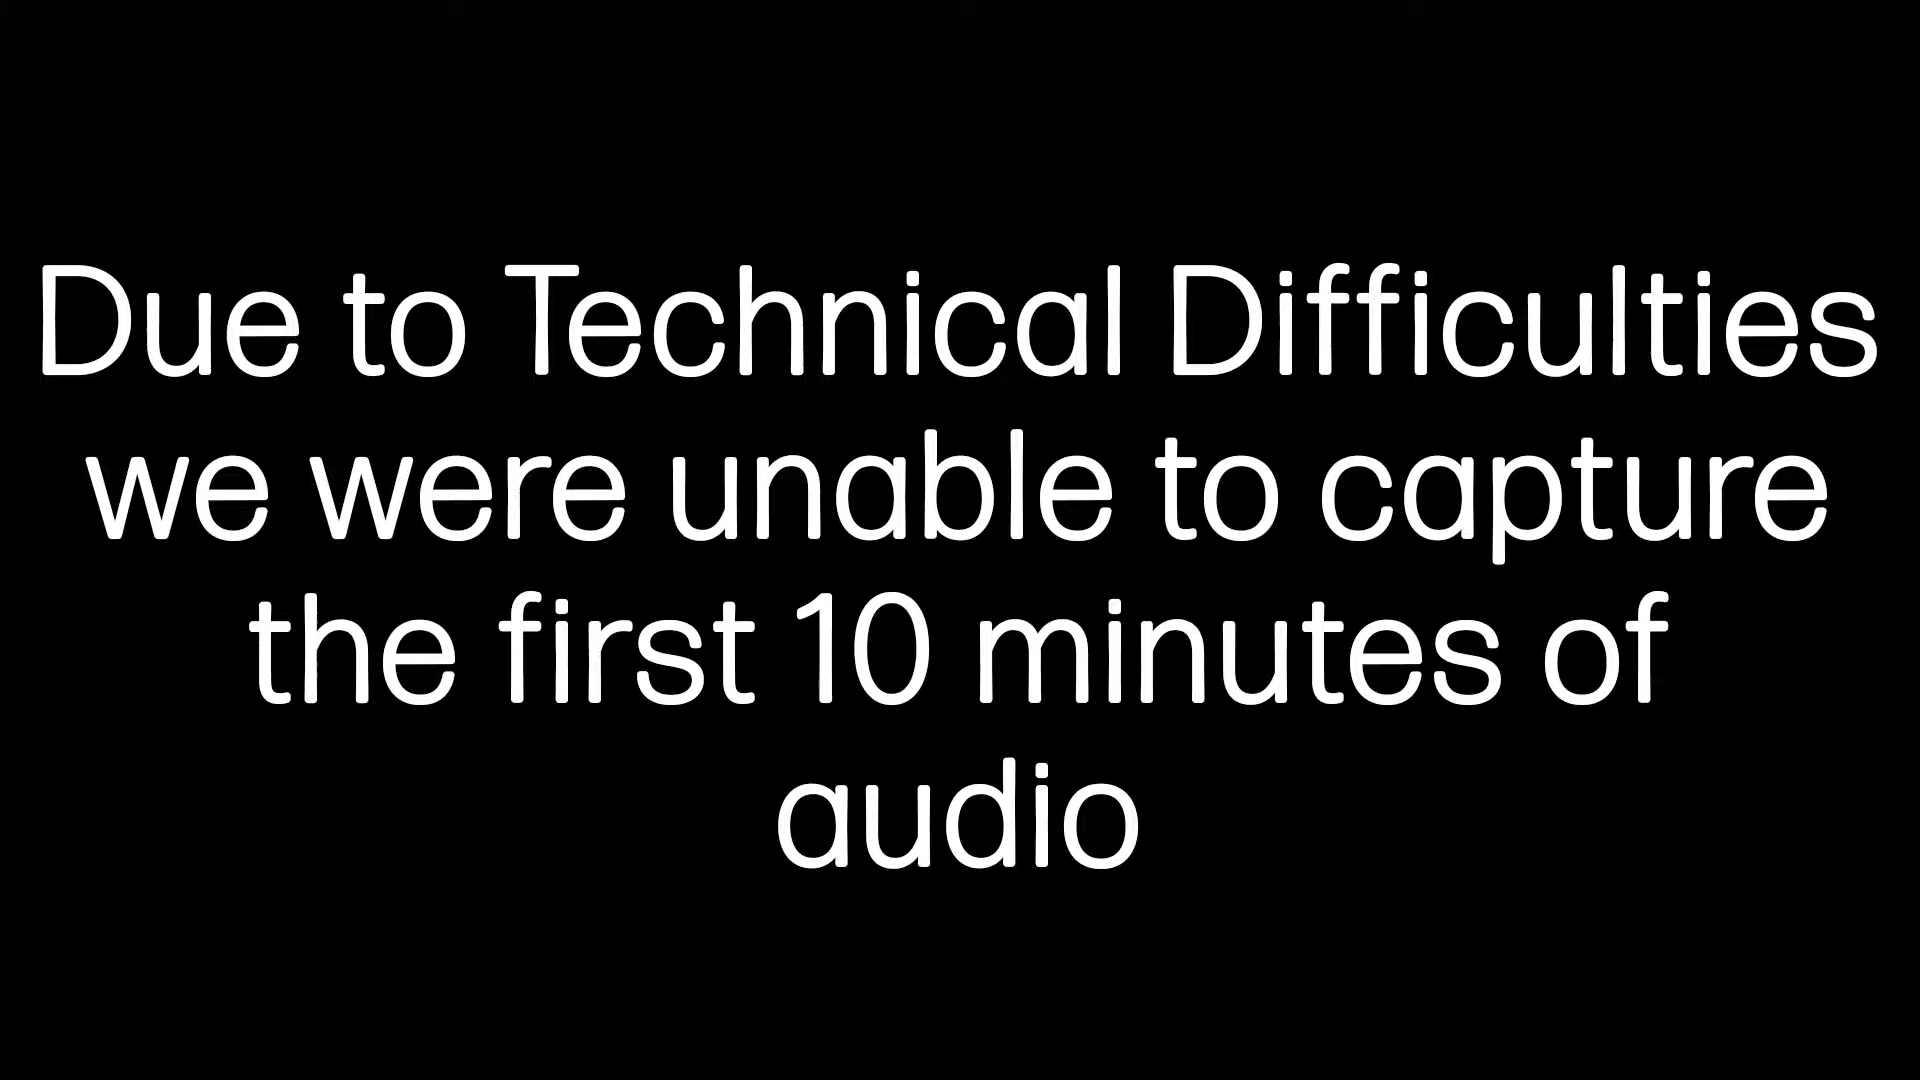 Due to Technical Difficulties
we were unable to capture
the first 10 minutes of
audio